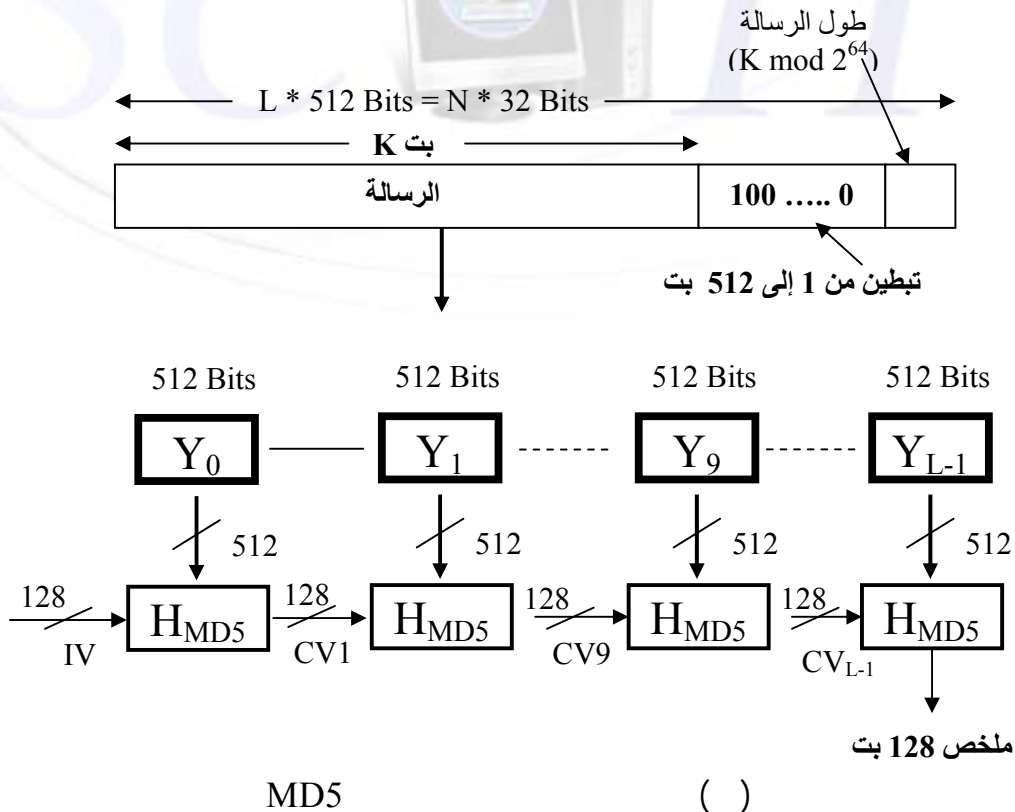 طول الرسالة
(K mod 2^64)
L * 512 Bits = N * 32 Bits
K بت
الرسالة
100 ..... 0
تبطين من 1 إلى 512 بت
512 Bits 512 Bits 512 Bits 512 Bits
Y0 Y1 Y9 YL-1
512 512 512 512
128 128 128 128
HMD5 HMD5 HMD5 HMD5
IV CV1 CV9 CVL-1
ملخص 128 بت
MD5 ( )